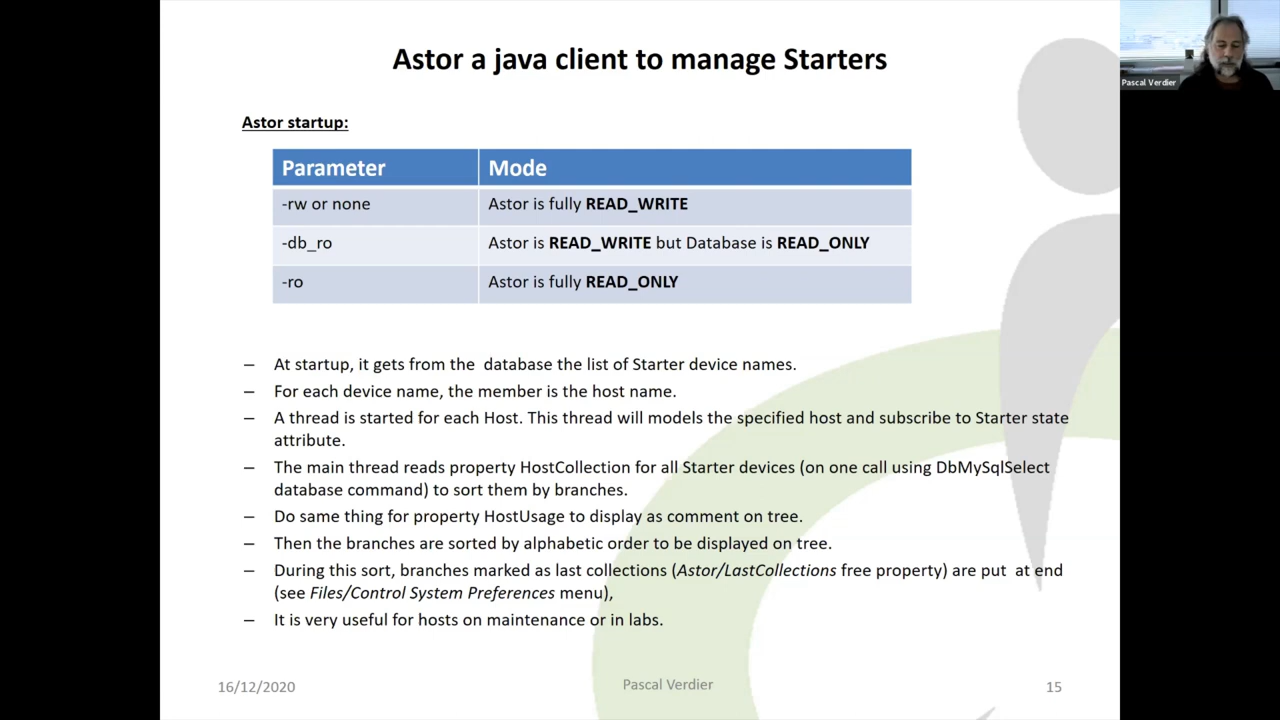 Astor a java client to manage Starters
Pascal Verdier
Astor startup:
Parameter Mode
-rw or none Astor is fully READ_WRITE
-db_ro Astor is READ_WRITE but Database is READ_ONLY
-ro Astor is fully READ_ONLY
– At startup, it gets from the database the list of Starter device names.
– For each device name, the member is the host name.
– A thread is started for each Host. This thread will models the specified host and subscribe to Starter state
attribute.
– The main thread reads property HostCollection for all Starter devices (on one call using DbMySqlSelect
database command) to sort them by branches.
– Do same thing for property HostUsage to display as comment on tree.
– Then the branches are sorted by alphabetic order to be displayed on tree.
– During this sort, branches marked as last collections (Astor/LastCollections free property) are put at end
(see Files/Control System Preferences menu),
– It is very useful for hosts on maintenance or in labs.
16/12/2020 Pascal Verdier 15